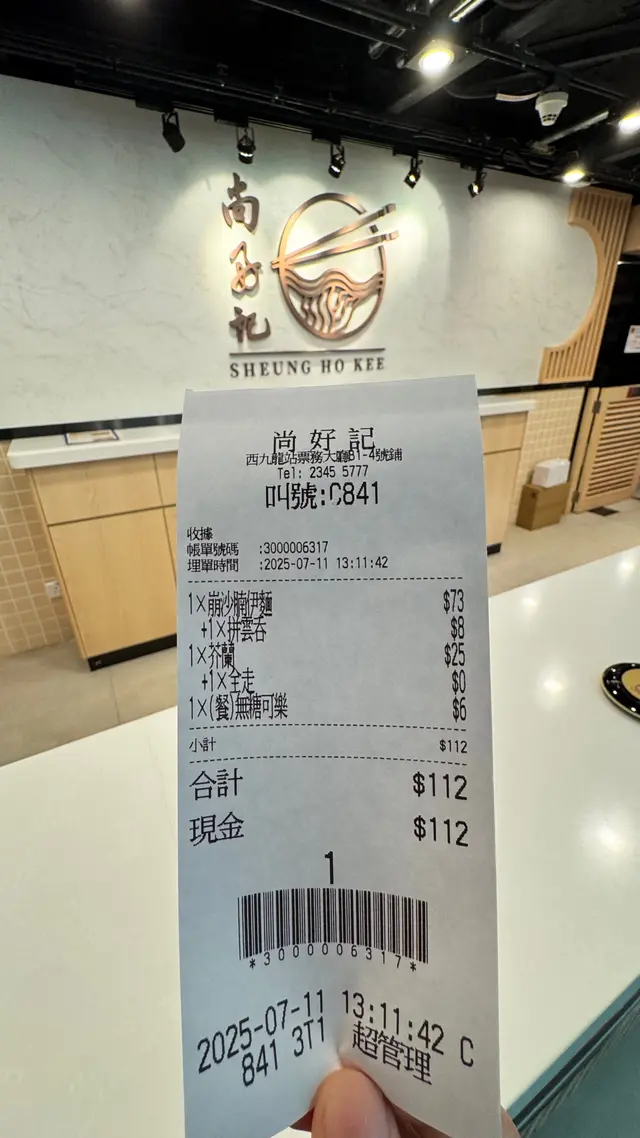 尚好記
SHEUNG HO KEE
尚好記
西九龍站票務大廳B1-4號鋪
Tel: 2345 5777
叫號:C841
收據
帳單號碼 :3000006317
埋單時間 :2025-07-11 13:11:42
1×崩沙腩伊麵 $73
+1×拼雲吞 $8
1×芥蘭 $25
+1×全走 $0
1×(餐)無糖可樂 $6
小計 $112
合計 $112
現金 $112
1
*3000006317*
2025-07-11 13:11:42 C
841 3T1 超管理